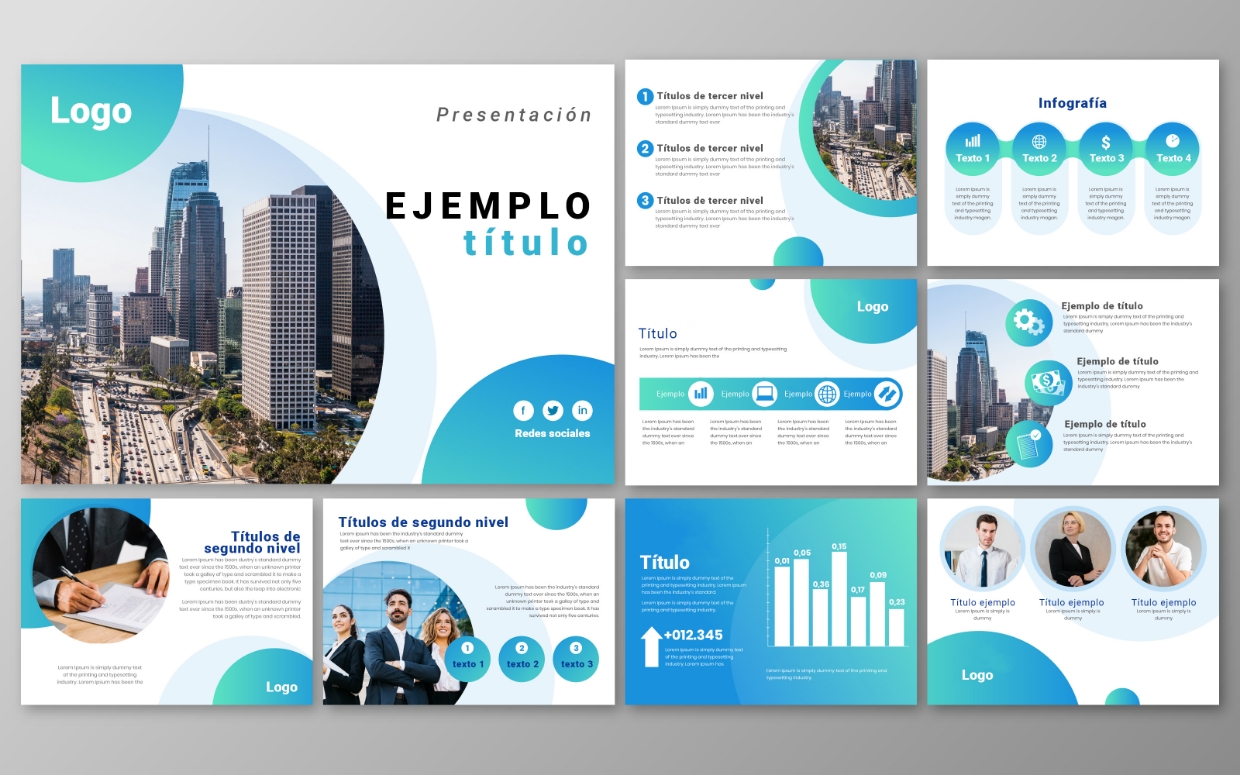 Logo
Presentación
EJEMPLO
título
Redes sociales
1 Títulos de tercer nivel
Lorem Ipsum is simply dummy text of the printing and
typesetting industry. Lorem Ipsum has been the industry's
standard dummy text ever
2 Títulos de tercer nivel
Lorem Ipsum is simply dummy text of the printing and
typesetting industry. Lorem Ipsum has been the industry's
standard dummy text ever
3 Títulos de tercer nivel
Lorem Ipsum is simply dummy text of the printing and
typesetting industry. Lorem Ipsum has been the industry's
standard dummy text ever
Infografía
Texto 1
Texto 2
Texto 3
Texto 4
Lorem Ipsum is
simply dummy
text of the printing
and typesetting
industry magan
Lorem Ipsum is
simply dummy
text of the printing
and typesetting
industry magan
Lorem Ipsum is
simply dummy
text of the printing
and typesetting
industry magan
Lorem Ipsum is
simply dummy
text of the printing
and typesetting
industry magan
Logo
Título
Lorem Ipsum is simply dummy text of the printing and typesetting
industry. Lorem Ipsum has been the
Ejemplo
Ejemplo
Ejemplo
Ejemplo
Lorem Ipsum has been
the industry's standard
dummy text ever since
the 1500s, when an
Lorem Ipsum has been
the industry's standard
dummy text ever since
the 1500s, when an
Lorem Ipsum has been
the industry's standard
dummy text ever since
the 1500s, when an
Lorem Ipsum has been
the industry's standard
dummy text ever since
the 1500s, when an
Ejemplo de título
Lorem Ipsum is simply dummy text of the printing and
typesetting industry. Lorem Ipsum has been the industry's
standard dummy
Ejemplo de título
Lorem Ipsum is simply dummy text of the printing and
typesetting industry. Lorem Ipsum has been the industry's
standard dummy
Ejemplo de título
Lorem Ipsum is simply dummy text of the printing and
typesetting industry. Lorem Ipsum has been the industry's
standard dummy
Títulos de
segundo nivel
Lorem Ipsum has been dustry's standard dummy
text ever since the 1500s, when an unknown printer
took a galley of type and scrambled it to make a
type specimen book. It has survived not only five
centuries, but also the leap into electronic
Lorem Ipsum has been dustry's standard dummy
text ever since the 1500s, when an unknown printer
took a galley of type and scrambled.
Lorem Ipsum is simply dummy text
of the printing and typesetting
industry. Lorem Ipsum has been the
Logo
Títulos de segundo nivel
Lorem Ipsum has been the industry's standard dummy
text ever since the 1500s, when an unknown printer took a
galley of type and scrambled it
Lorem Ipsum has been the industry's standard
dummy text ever since the 1500s, when an
unknown printer took a galley of type and
scrambled it to make a type specimen book. It has
survived not only five centuries.
1
texto 1
2
texto 2
3
texto 3
Título
Lorem Ipsum is simply dummy text of the
printing and typesetting industry. Lorem Ipsum
Lorem Ipsum is simply dummy text of the
printing and typesetting industry.
+012.345
Lorem Ipsum is simply dummy
text of the printing and typesetting
industry. Lorem Ipsum has
0,01
0,05
0,36
0,15
0,17
0,09
0,23
Lorem Ipsum is simply dummy text of the printing and
typesetting industry.
Título ejemplo
Lorem Ipsum is simply is
dummy
Título ejemplo
Lorem Ipsum is simply is
dummy
Título ejemplo
Lorem Ipsum is simply is
dummy
Logo